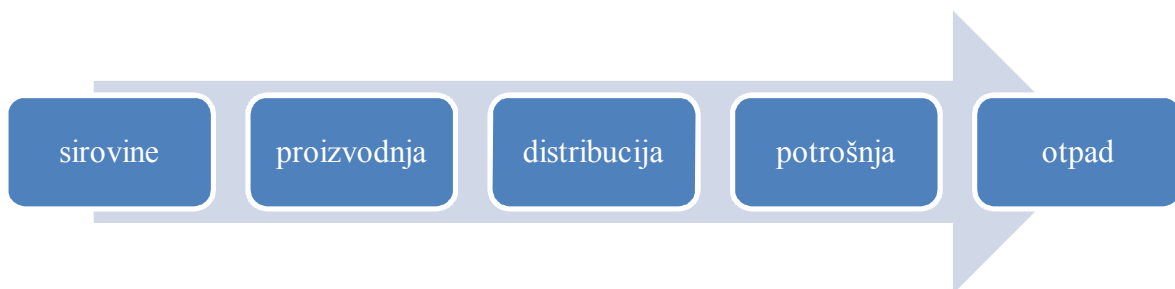 sirovine
proizvodnja
distribucija
potrošnja
otpad